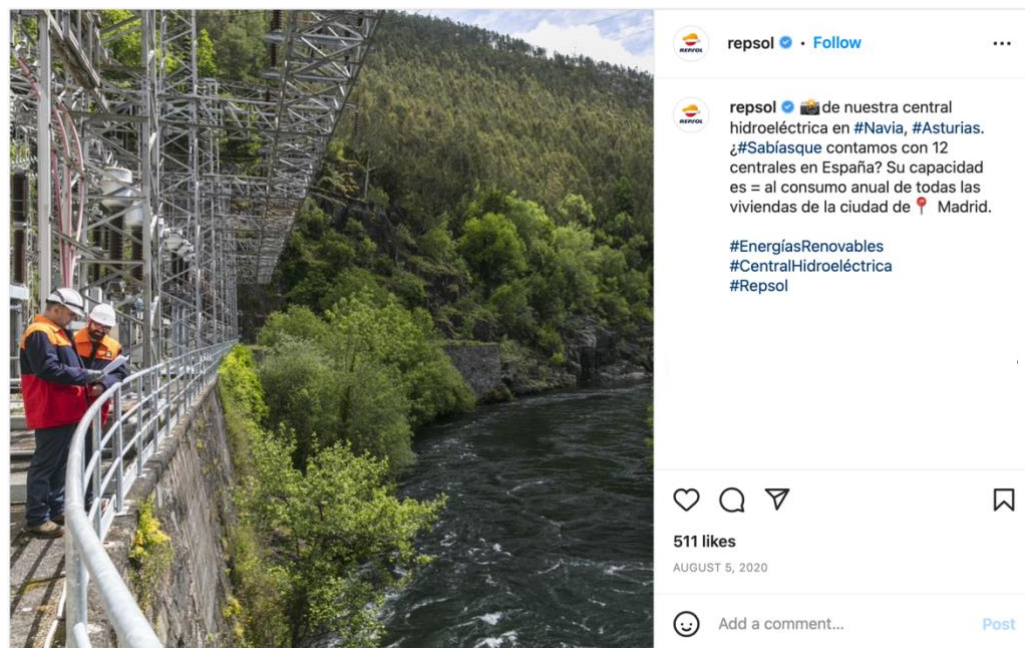 repsol • Follow
REPSOL
repsol 📸de nuestra central
REPSOL
hidroeléctrica en #Navia, #Asturias.
¿#Sabíasque contamos con 12
centrales en España? Su capacidad
es = al consumo anual de todas las
viviendas de la ciudad de📍 Madrid.
#EnergíasRenovables
#CentralHidroeléctrica
#Repsol
511 likes
AUGUST 5, 2020
Add a comment... Post